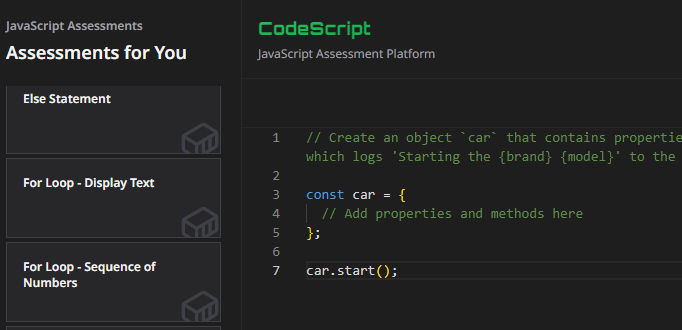 JavaScript Assessments
Assessments for You
Else Statement
For Loop - Display Text
For Loop - Sequence of
Numbers
CodeScript
JavaScript Assessment Platform
1 // Create an object `car` that contains propertie
which logs 'Starting the {brand} {model}' to the
2
3 const car = {
4 // Add properties and methods here
5 };
6
7 car.start();